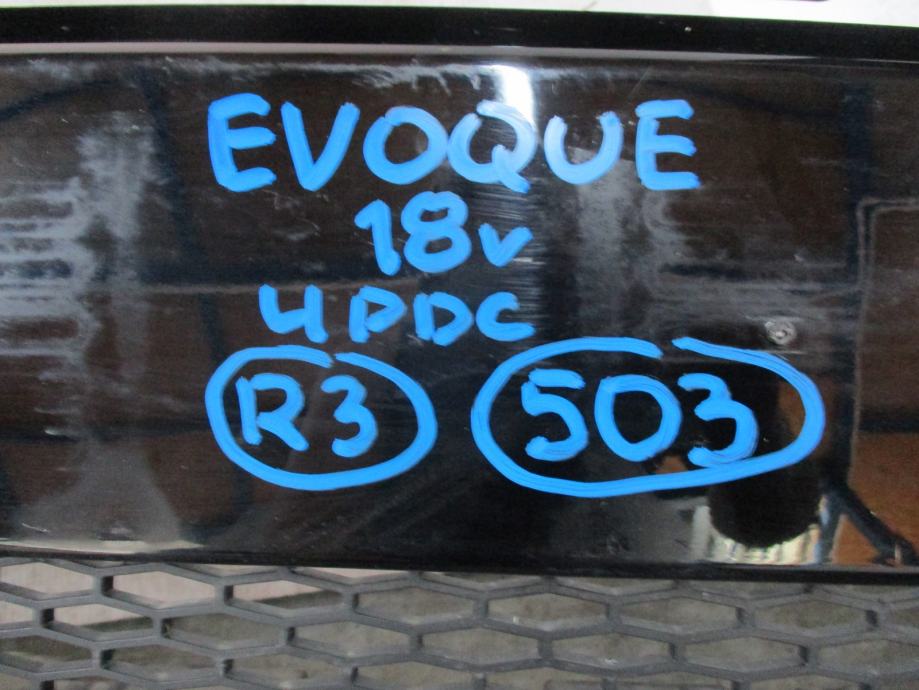 EVOQUE
18v
4PDC
R3 503